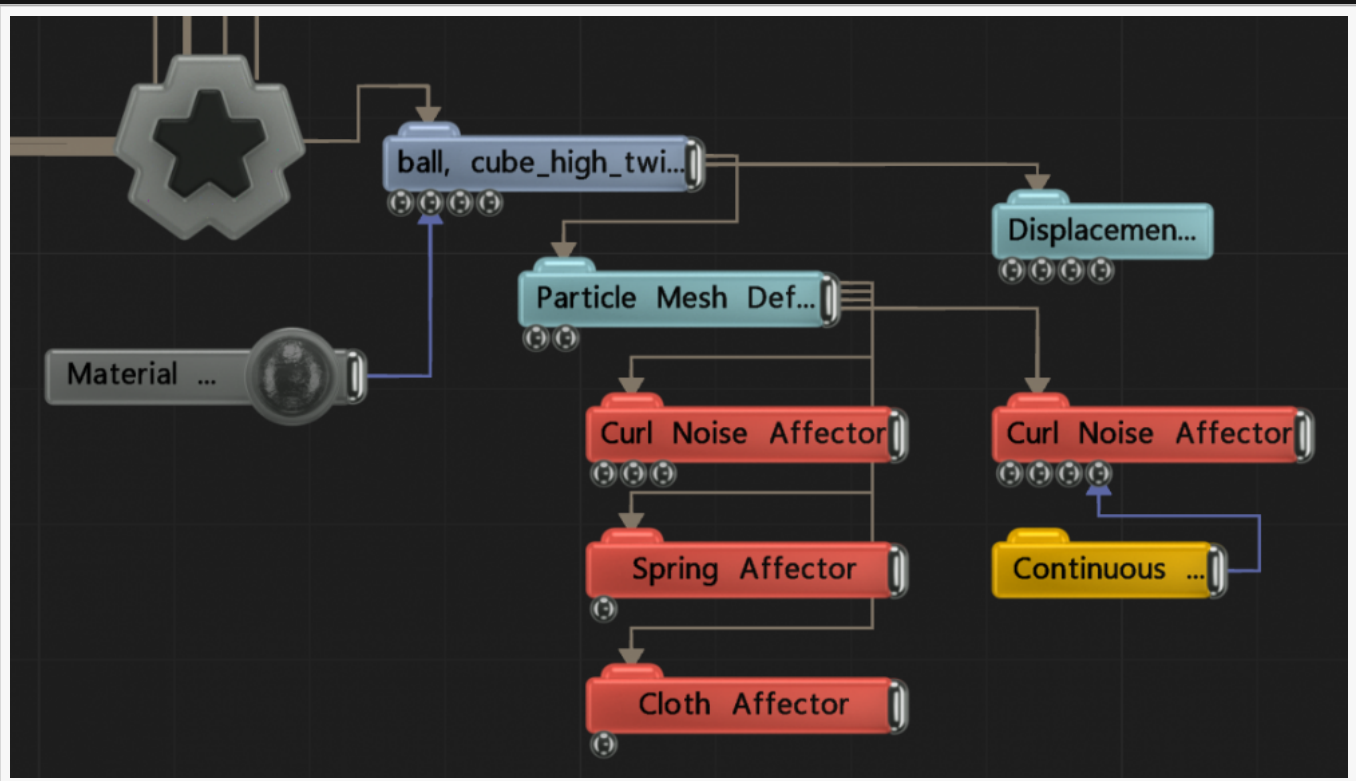 ball, cube_high_twi...
Displacemen...
Particle Mesh Def...
Material ...
Curl Noise Affector
Curl Noise Affector
Spring Affector
Continuous ...
Cloth Affector